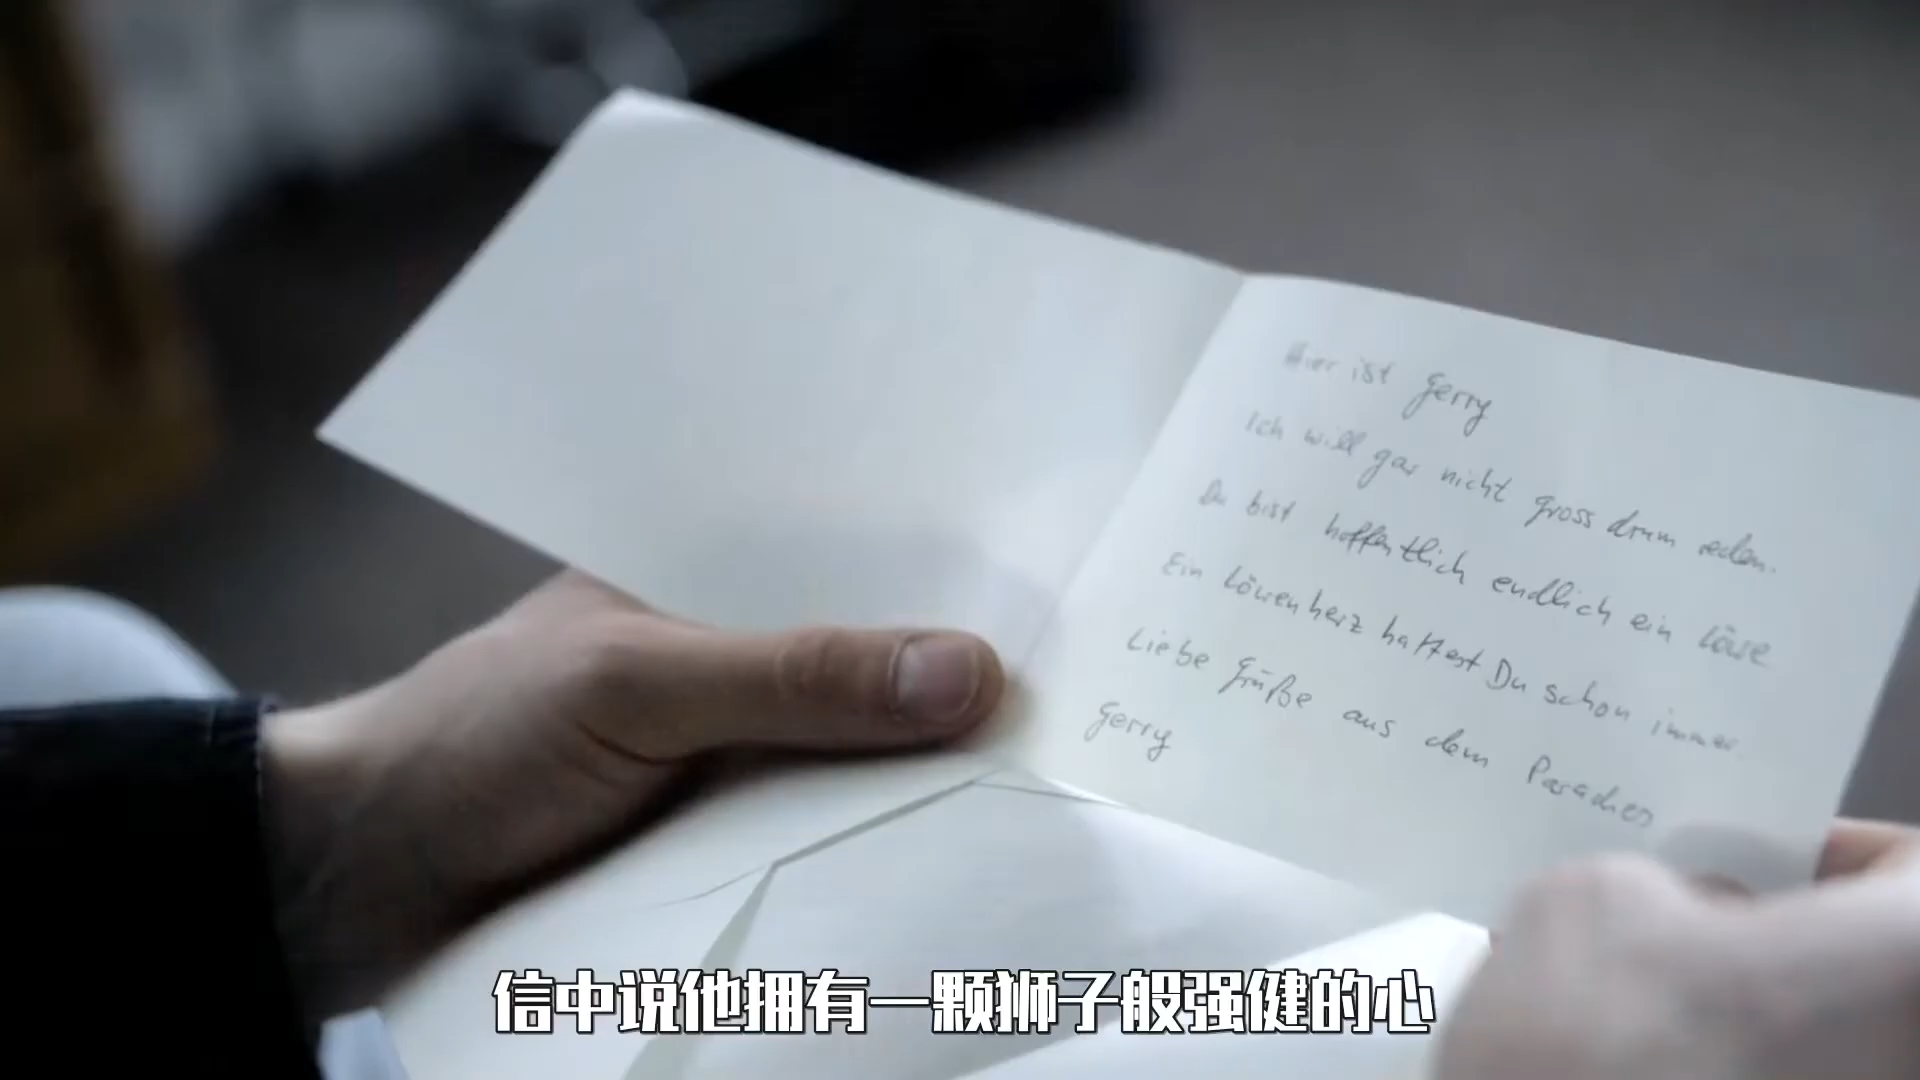 Hier ist Gerry
Ich will gar nicht gross drum reden.
Du bist hoffentlich endlich ein Löwe
Ein Löwenherz hattest Du schon immer.
Liebe Grüße aus dem Paradies
Gerry
信中说他拥有一颗狮子般强健的心